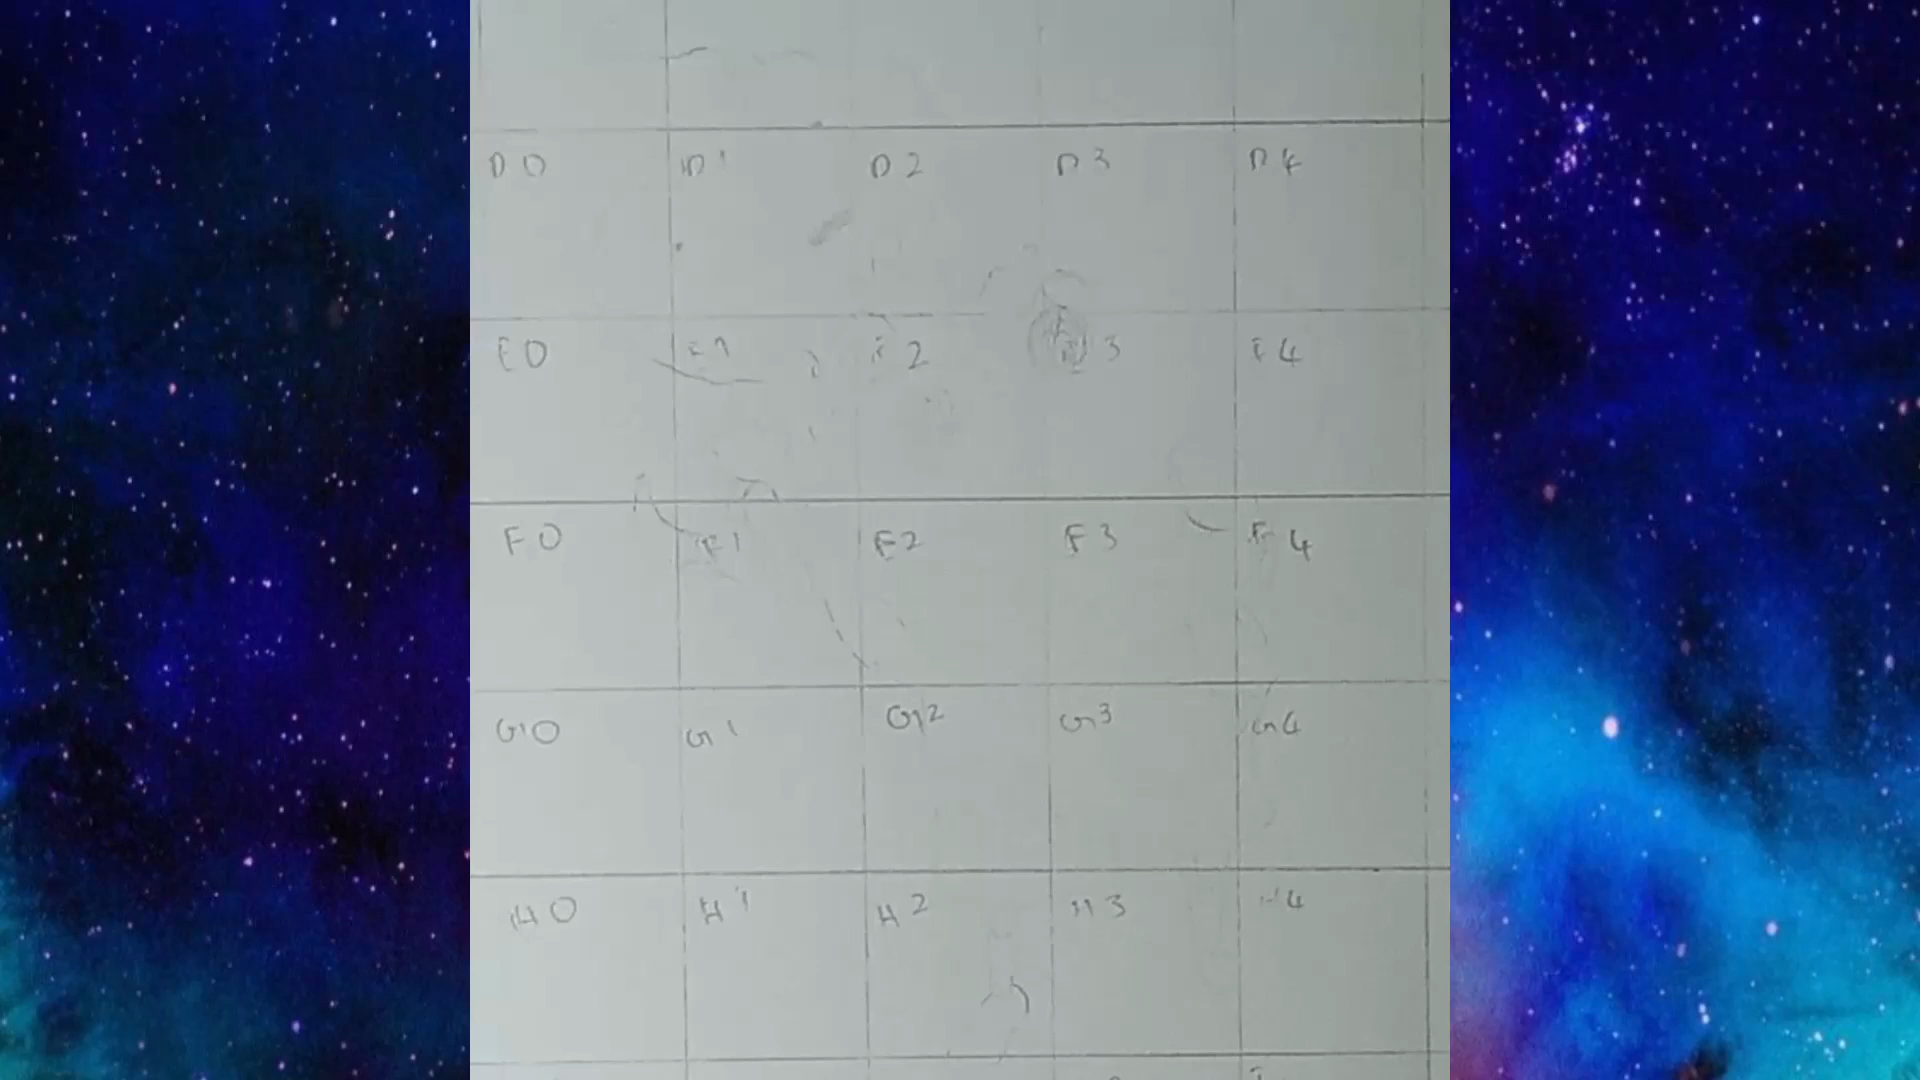 D0 D1 D2 D3 D4
E0 E1 E2 E3 E4
F0 F1 F2 F3 F4
G0 G1 G2 G3 G4
H0 H1 H2 H3 H4